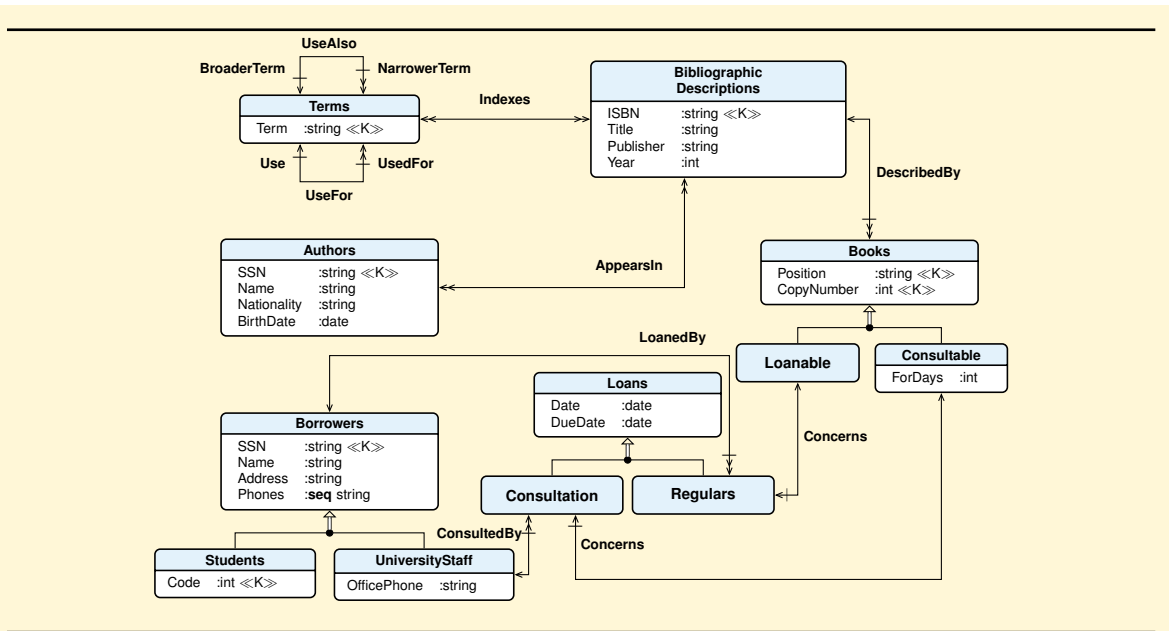 UseAlso
BroaderTerm
NarrowerTerm
Terms
Term :string ≪K≫
Use
UsedFor
UseFor
Indexes
Bibliographic
Descriptions
ISBN :string ≪K≫
Title :string
Publisher :string
Year :int
DescribedBy
Authors
SSN :string ≪K≫
Name :string
Nationality :string
BirthDate :date
AppearsIn
Books
Position :string ≪K≫
CopyNumber :int ≪K≫
LoanedBy
Loanable
Consultable
ForDays :int
Loans
Date :date
DueDate :date
Borrowers
SSN :string ≪K≫
Name :string
Address :string
Phones :seq string
Concerns
Consultation
Regulars
ConsultedBy
Concerns
Students
Code :int ≪K≫
UniversityStaff
OfficePhone :string